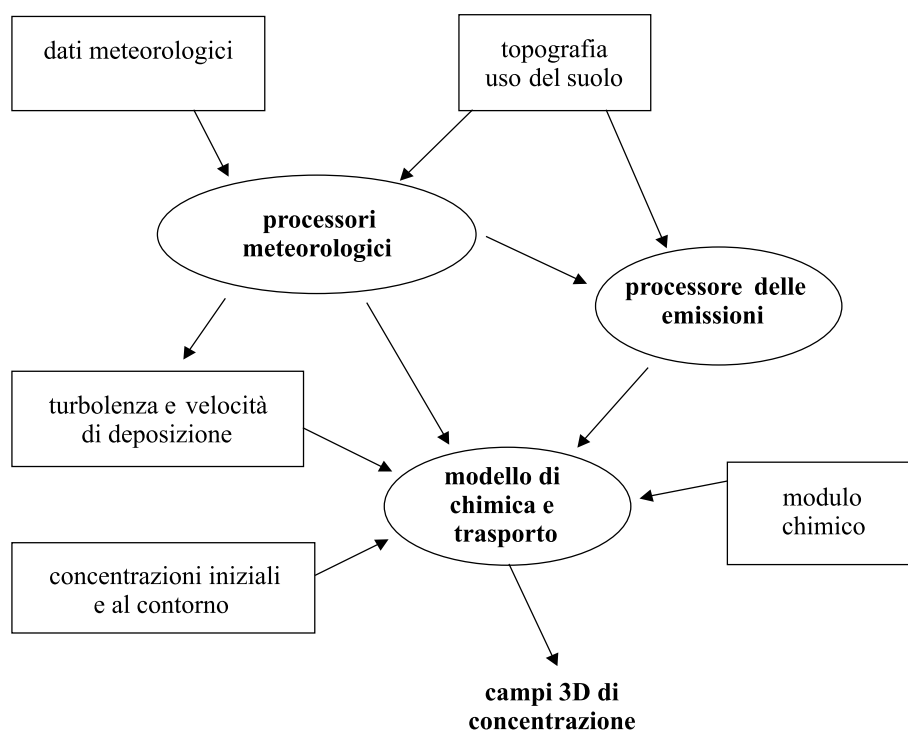 dati meteorologici
topografia
uso del suolo
processori
meteorologici
processore delle
emissioni
turbolenza e velocità
di deposizione
modello di
chimica e
trasporto
modulo
chimico
concentrazioni iniziali
e al contorno
campi 3D di
concentrazione